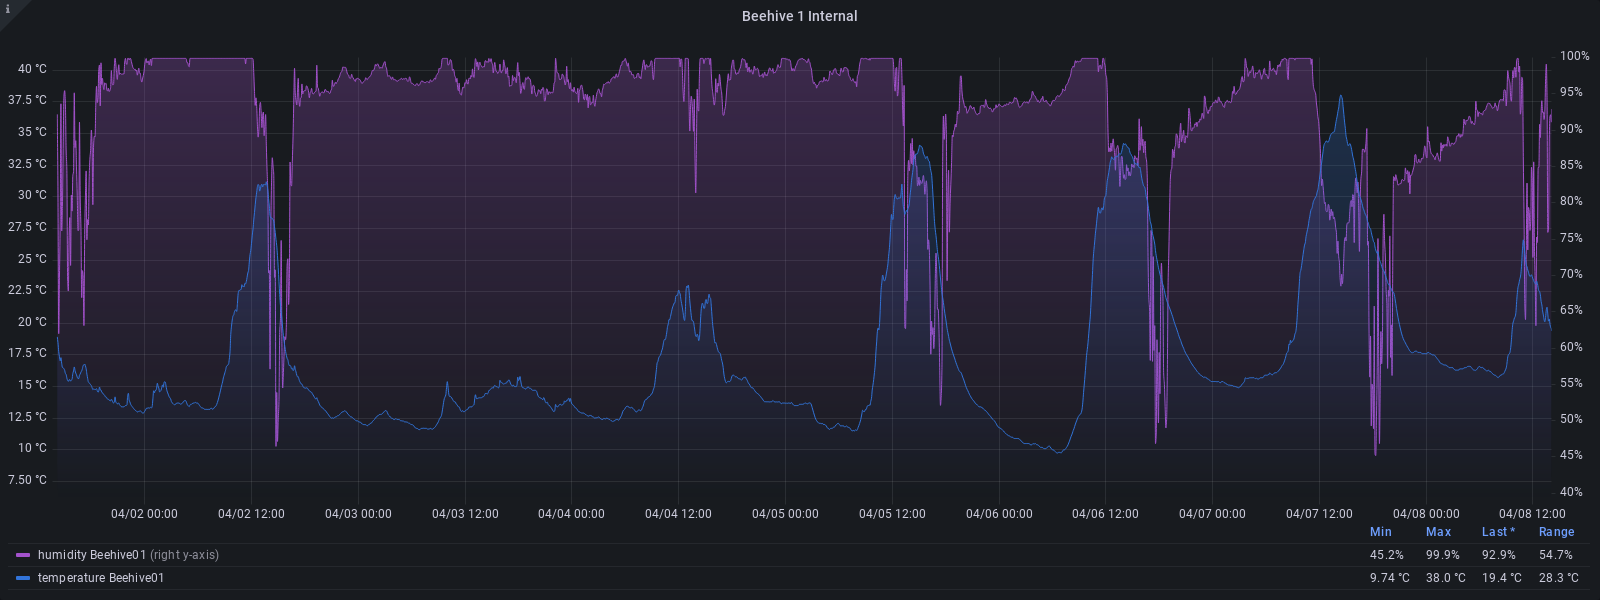 i
Beehive 1 Internal
40 °C
37.5 °C
35 °C
32.5 °C
30 °C
27.5 °C
25 °C
22.5 °C
20 °C
17.5 °C
15 °C
12.5 °C
10 °C
7.50 °C
100%
95%
90%
85%
80%
75%
70%
65%
60%
55%
50%
45%
40%
04/02 00:00 04/02 12:00 04/03 00:00 04/03 12:00 04/04 00:00 04/04 12:00 04/05 00:00 04/05 12:00 04/06 00:00 04/06 12:00 04/07 00:00 04/07 12:00 04/08 00:00 04/08 12:00
Min Max Last * Range
humidity Beehive01 (right y-axis) 45.2% 99.9% 92.9% 54.7%
temperature Beehive01 9.74 °C 38.0 °C 19.4 °C 28.3 °C